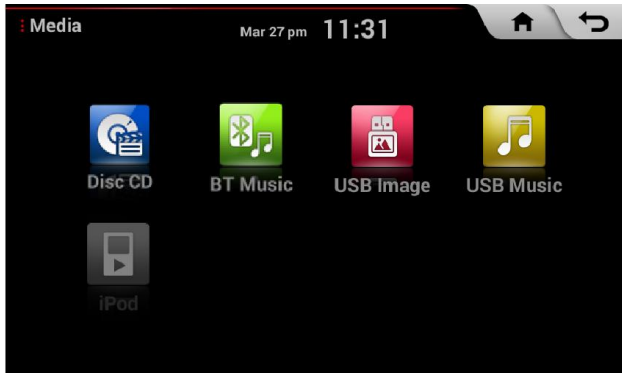 Media
Mar 27 pm 11:31
Disc CD
BT Music
USB Image
USB Music
iPod